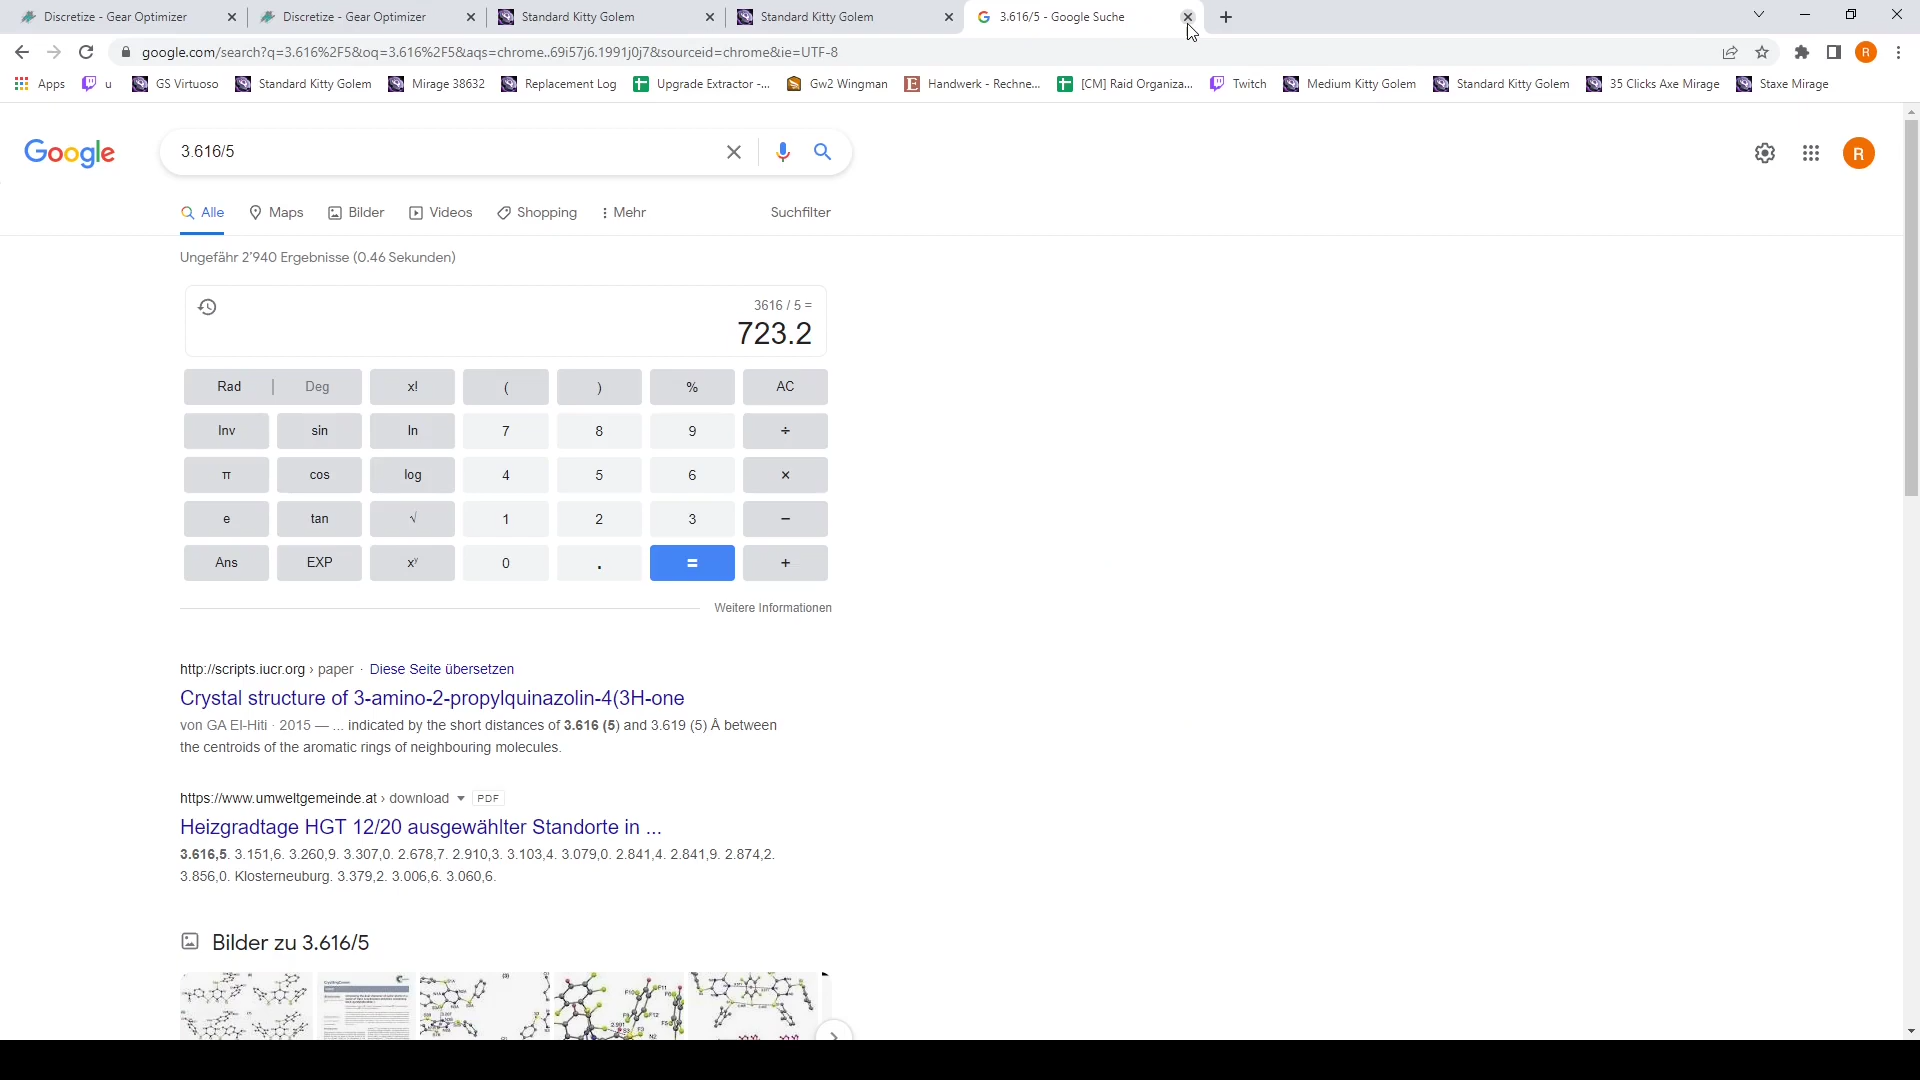 Discretize - Gear Optimizer
Discretize - Gear Optimizer
Standard Kitty Golem
Standard Kitty Golem
3.616/5 - Google Suche
google.com/search?q=3.616%2F5&oq=3.616%2F5&aqs=chrome..69i57j6.1991j0j7&sourceid=chrome&ie=UTF-8
R
Apps
u
GS Virtuoso
Standard Kitty Golem
Mirage 38632
Replacement Log
Upgrade Extractor -...
Gw2 Wingman
Handwerk - Rechne...
[CM] Raid Organiza...
Twitch
Medium Kitty Golem
Standard Kitty Golem
35 Clicks Axe Mirage
Staxe Mirage
Google
3.616/5
R
Alle
Maps
Bilder
Videos
Shopping
Mehr
Suchfilter
Ungefähr 2'940 Ergebnisse (0.46 Sekunden)
3616 / 5 =
723.2
Rad | Deg x! ( ) % AC
Inv sin ln 7 8 9 ÷
π cos log 4 5 6 ×
e tan √ 1 2 3 −
Ans EXP xʸ 0 . = +
Weitere Informationen
http://scripts.iucr.org › paper · Diese Seite übersetzen
Crystal structure of 3-amino-2-propylquinazolin-4(3H-one
von GA El-Hiti · 2015 — ... indicated by the short distances of 3.616 (5) and 3.619 (5) Å between
the centroids of the aromatic rings of neighbouring molecules.
https://www.umweltgemeinde.at › download PDF
Heizgradtage HGT 12/20 ausgewählter Standorte in ...
3.616,5. 3.151,6. 3.260,9. 3.307,0. 2.678,7. 2.910,3. 3.103,4. 3.079,0. 2.841,4. 2.841,9. 2.874,2.
3.856,0. Klosterneuburg. 3.379,2. 3.006,6. 3.060,6.
Bilder zu 3.616/5